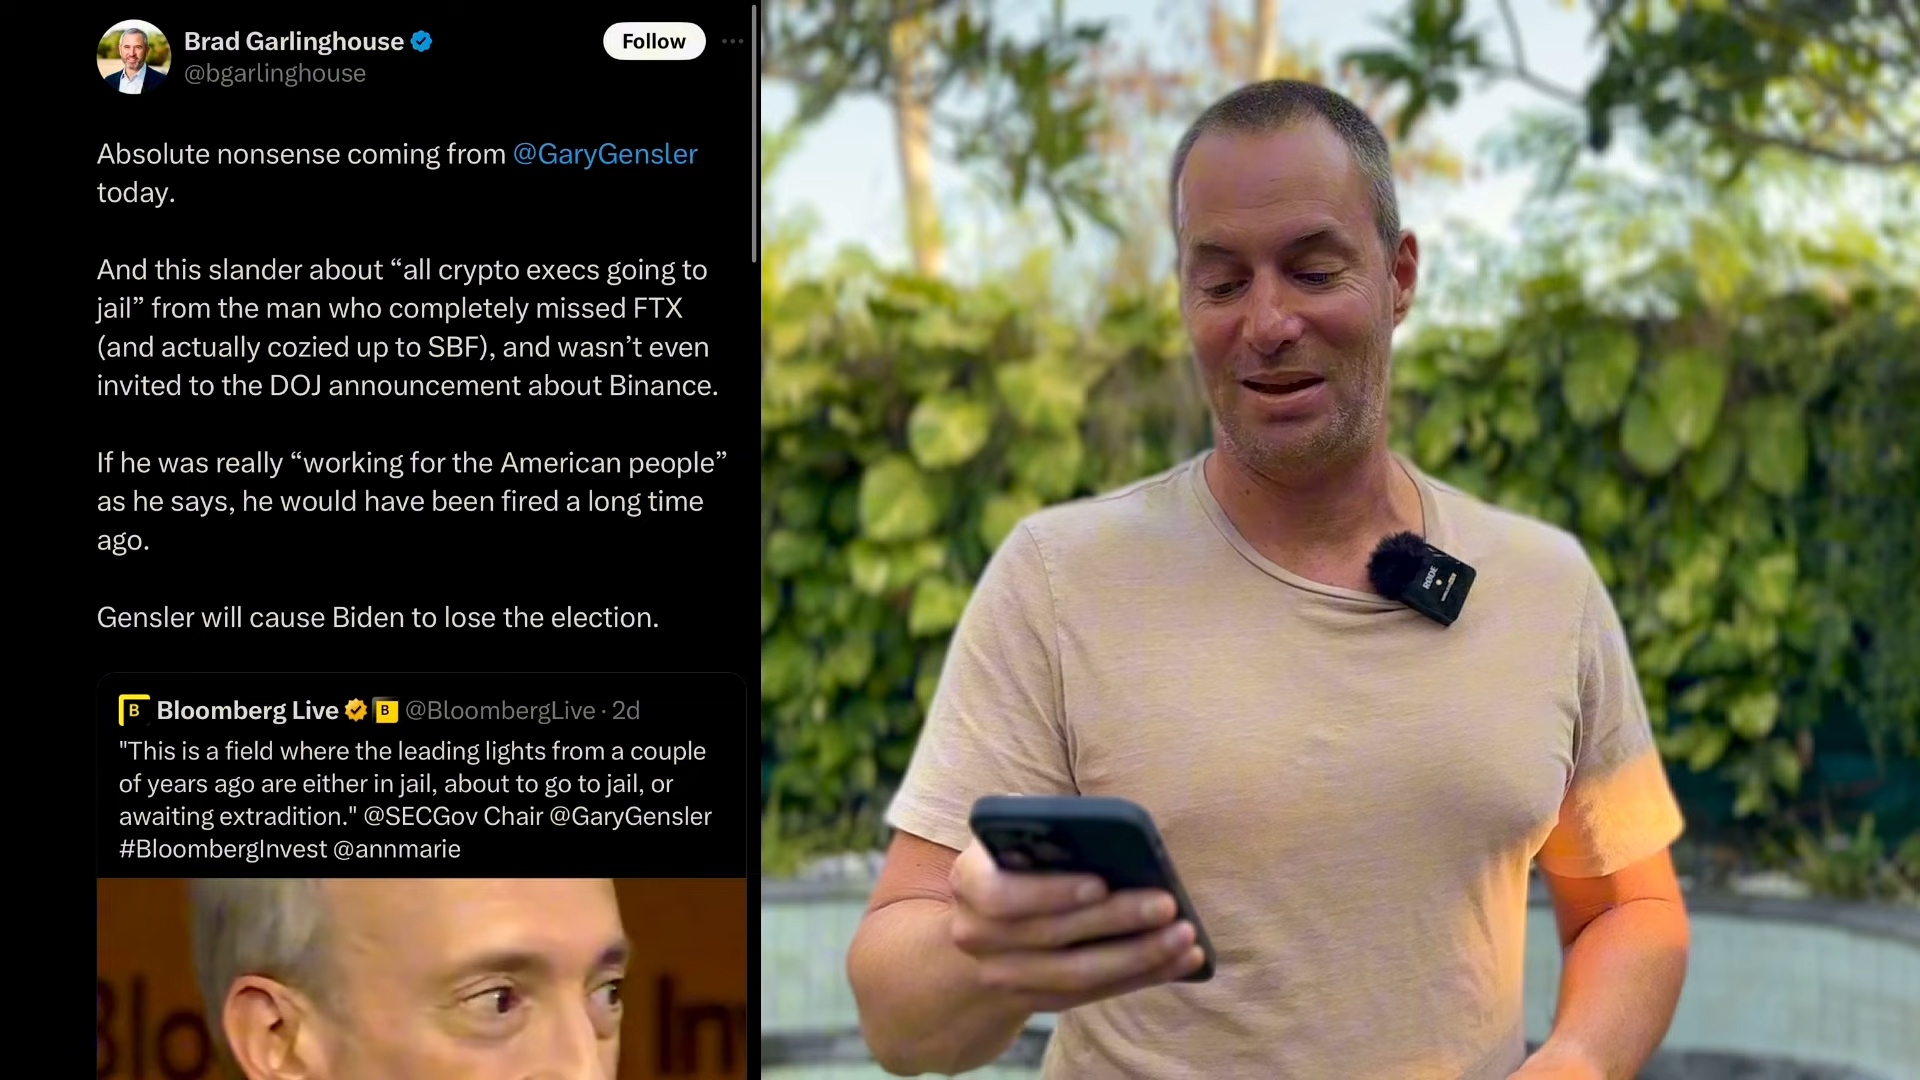 Brad Garlinghouse
@bgarlinghouse
Follow
Absolute nonsense coming from @GaryGensler
today.
And this slander about “all crypto execs going to
jail” from the man who completely missed FTX
(and actually cozied up to SBF), and wasn’t even
invited to the DOJ announcement about Binance.
If he was really “working for the American people”
as he says, he would have been fired a long time
ago.
Gensler will cause Biden to lose the election.
B Bloomberg Live B @BloombergLive · 2d
"This is a field where the leading lights from a couple
of years ago are either in jail, about to go to jail, or
awaiting extradition." @SECGov Chair @GaryGensler
#BloombergInvest @annmarie
Blo
Inv
RØDE